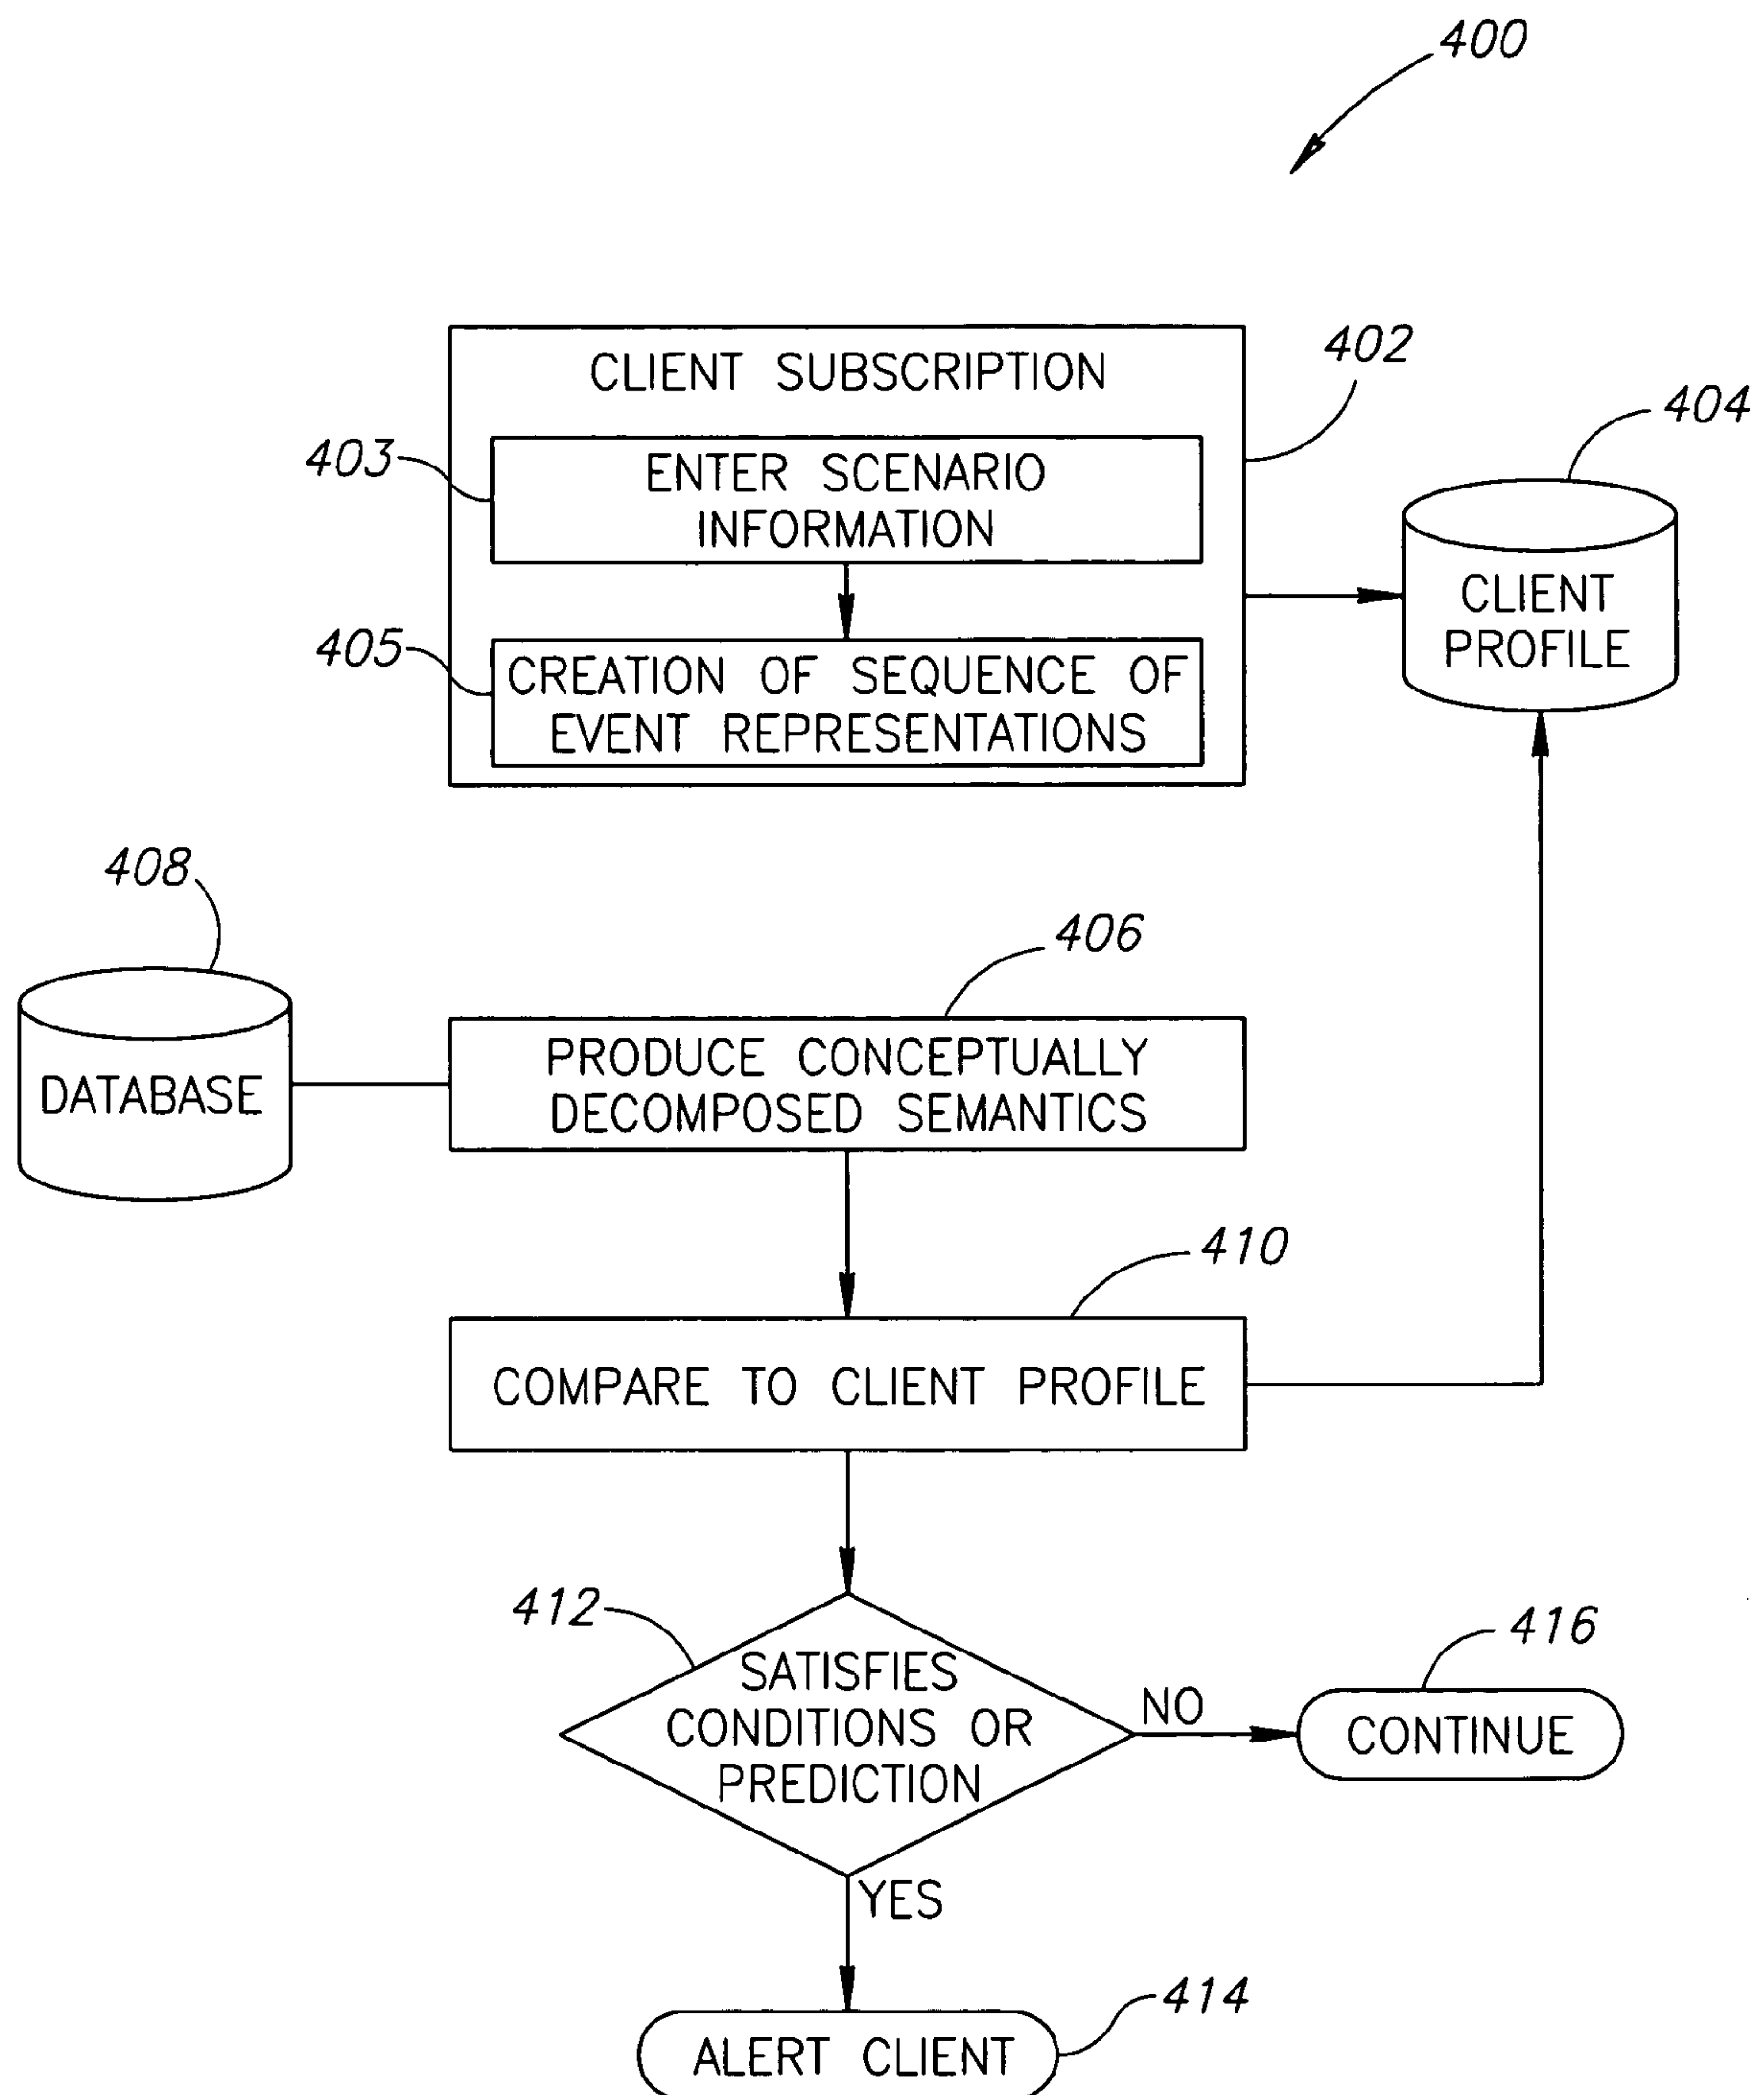 400
CLIENT SUBSCRIPTION
402
403
ENTER SCENARIO
INFORMATION
404
CLIENT
PROFILE
405
CREATION OF SEQUENCE OF
EVENT REPRESENTATIONS
408
DATABASE
406
PRODUCE CONCEPTUALLY
DECOMPOSED SEMANTICS
410
COMPARE TO CLIENT PROFILE
412
SATISFIES
CONDITIONS OR
PREDICTION
NO
416
CONTINUE
YES
414
ALERT CLIENT